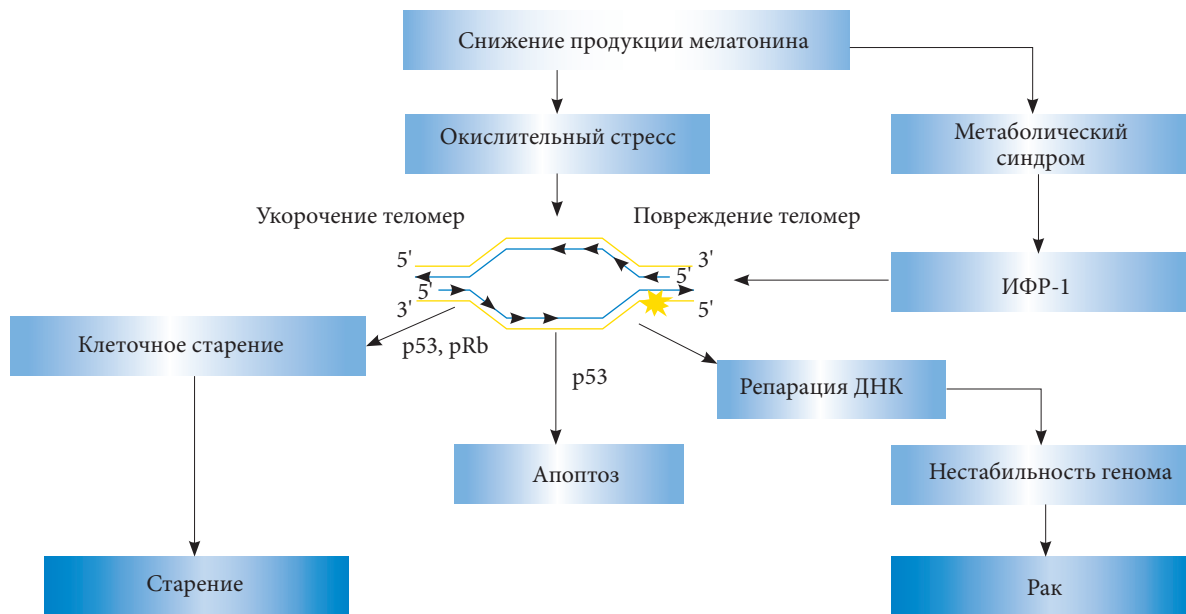 Снижение продукции мелатонина
Окислительный стресс
Метаболический
синдром
Укорочение теломер
Повреждение теломер
5'
3'
5'
5'
3'
5'
ИФР-1
Клеточное старение
p53, pRb
p53
Репарация ДНК
Апоптоз
Нестабильность генома
Старение
Рак